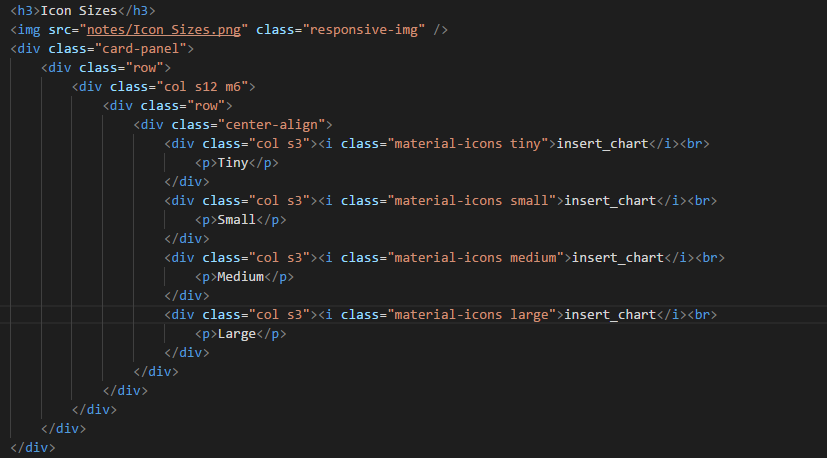 <h3>Icon Sizes</h3>
<img src="notes/Icon Sizes.png" class="responsive-img" />
<div class="card-panel">
    <div class="row">
        <div class="col s12 m6">
            <div class="row">
                <div class="center-align">
                    <div class="col s3"><i class="material-icons tiny">insert_chart</i><br>
                        <p>Tiny</p>
                    </div>
                    <div class="col s3"><i class="material-icons small">insert_chart</i><br>
                        <p>Small</p>
                    </div>
                    <div class="col s3"><i class="material-icons medium">insert_chart</i><br>
                        <p>Medium</p>
                    </div>
                    <div class="col s3"><i class="material-icons large">insert_chart</i><br>
                        <p>Large</p>
                    </div>
                </div>
            </div>
        </div>
    </div>
</div>